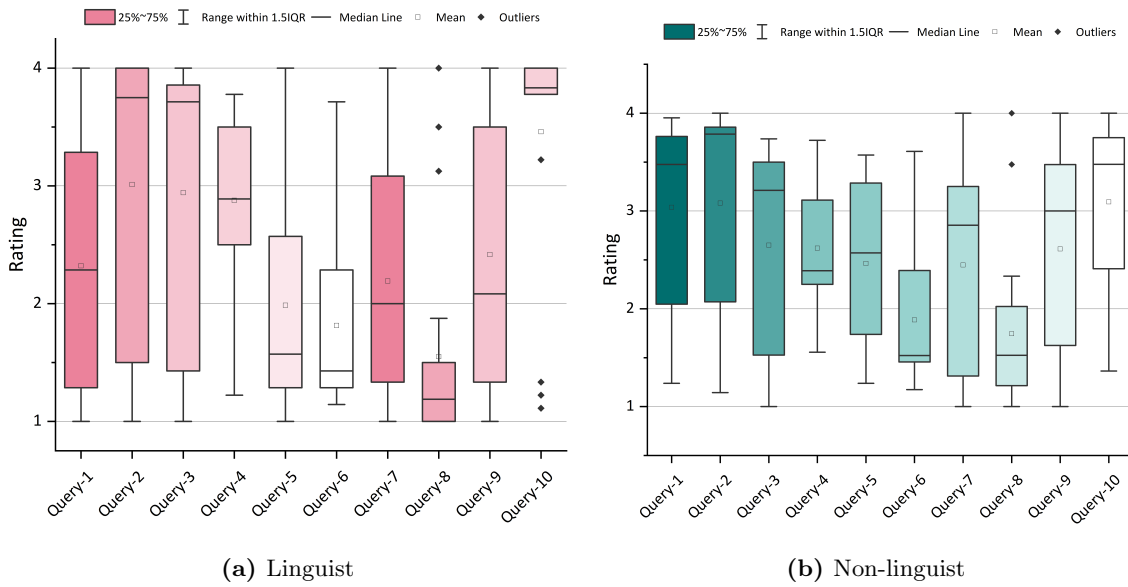 25%~75% Range within 1.5IQR Median Line Mean Outliers
4
3
2
1
Rating
Query-1
Query-2
Query-3
Query-4
Query-5
Query-6
Query-7
Query-8
Query-9
Query-10
(a) Linguist
25%~75% Range within 1.5IQR Median Line Mean Outliers
4
3
2
1
Rating
Query-1
Query-2
Query-3
Query-4
Query-5
Query-6
Query-7
Query-8
Query-9
Query-10
(b) Non-linguist